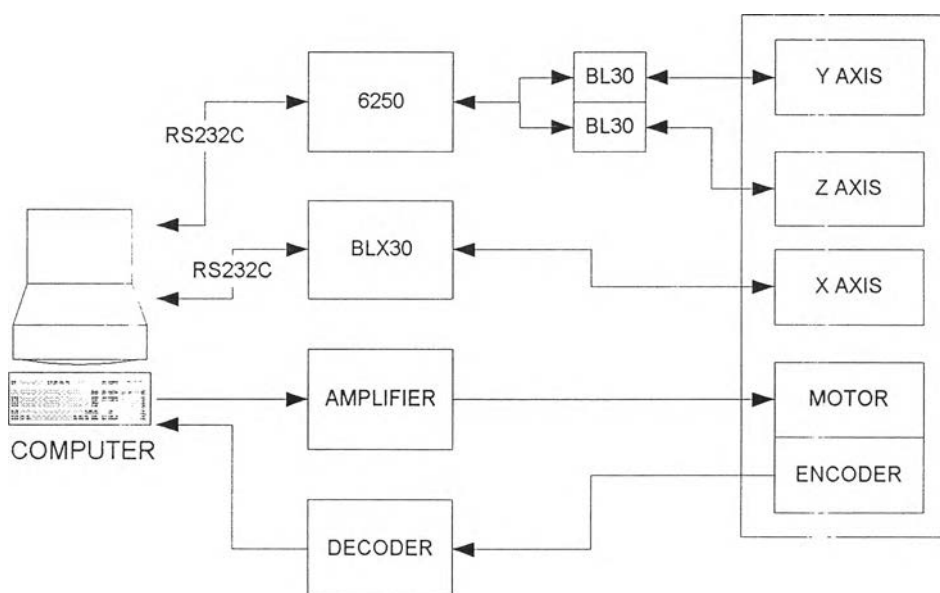 6250
BL30
BL30
Y AXIS
Z AXIS
RS232C
BLX30
RS232C
X AXIS
AMPLIFIER
MOTOR
COMPUTER
ENCODER
DECODER